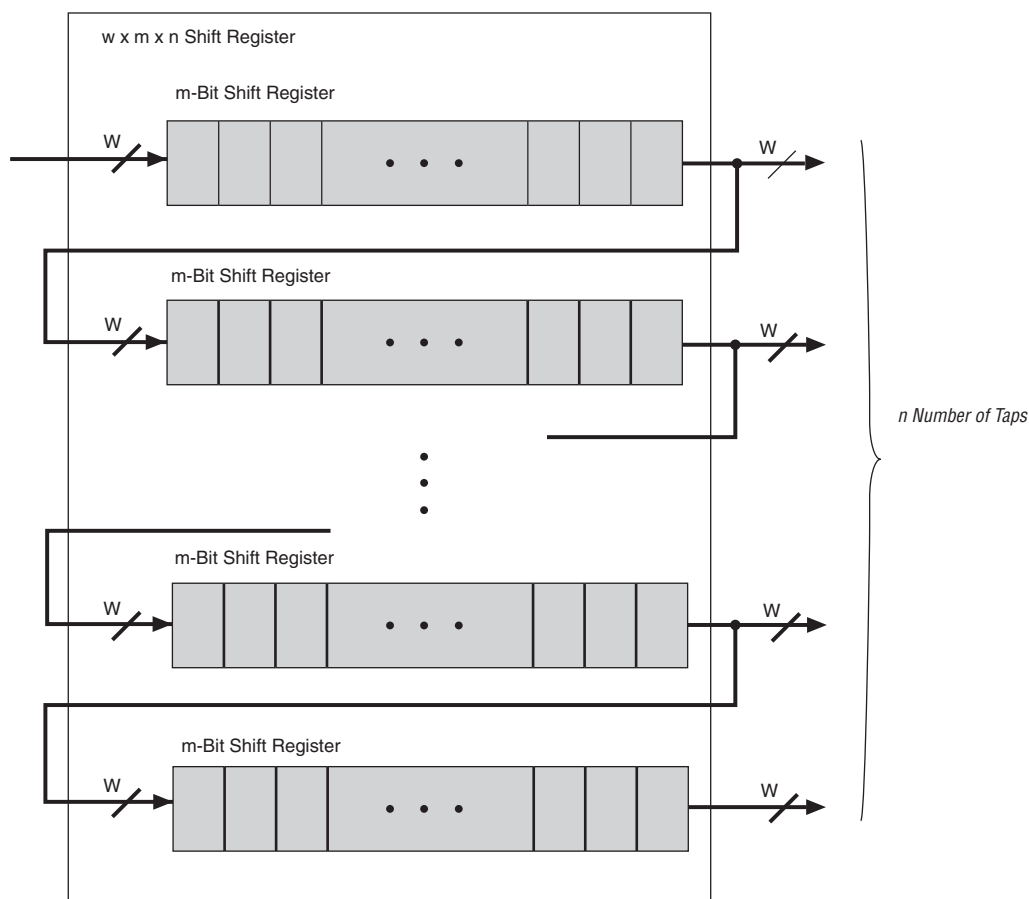 w x m x n Shift Register
m-Bit Shift Register
W
W
m-Bit Shift Register
W
W
n Number of Taps
m-Bit Shift Register
W
W
m-Bit Shift Register
W
W